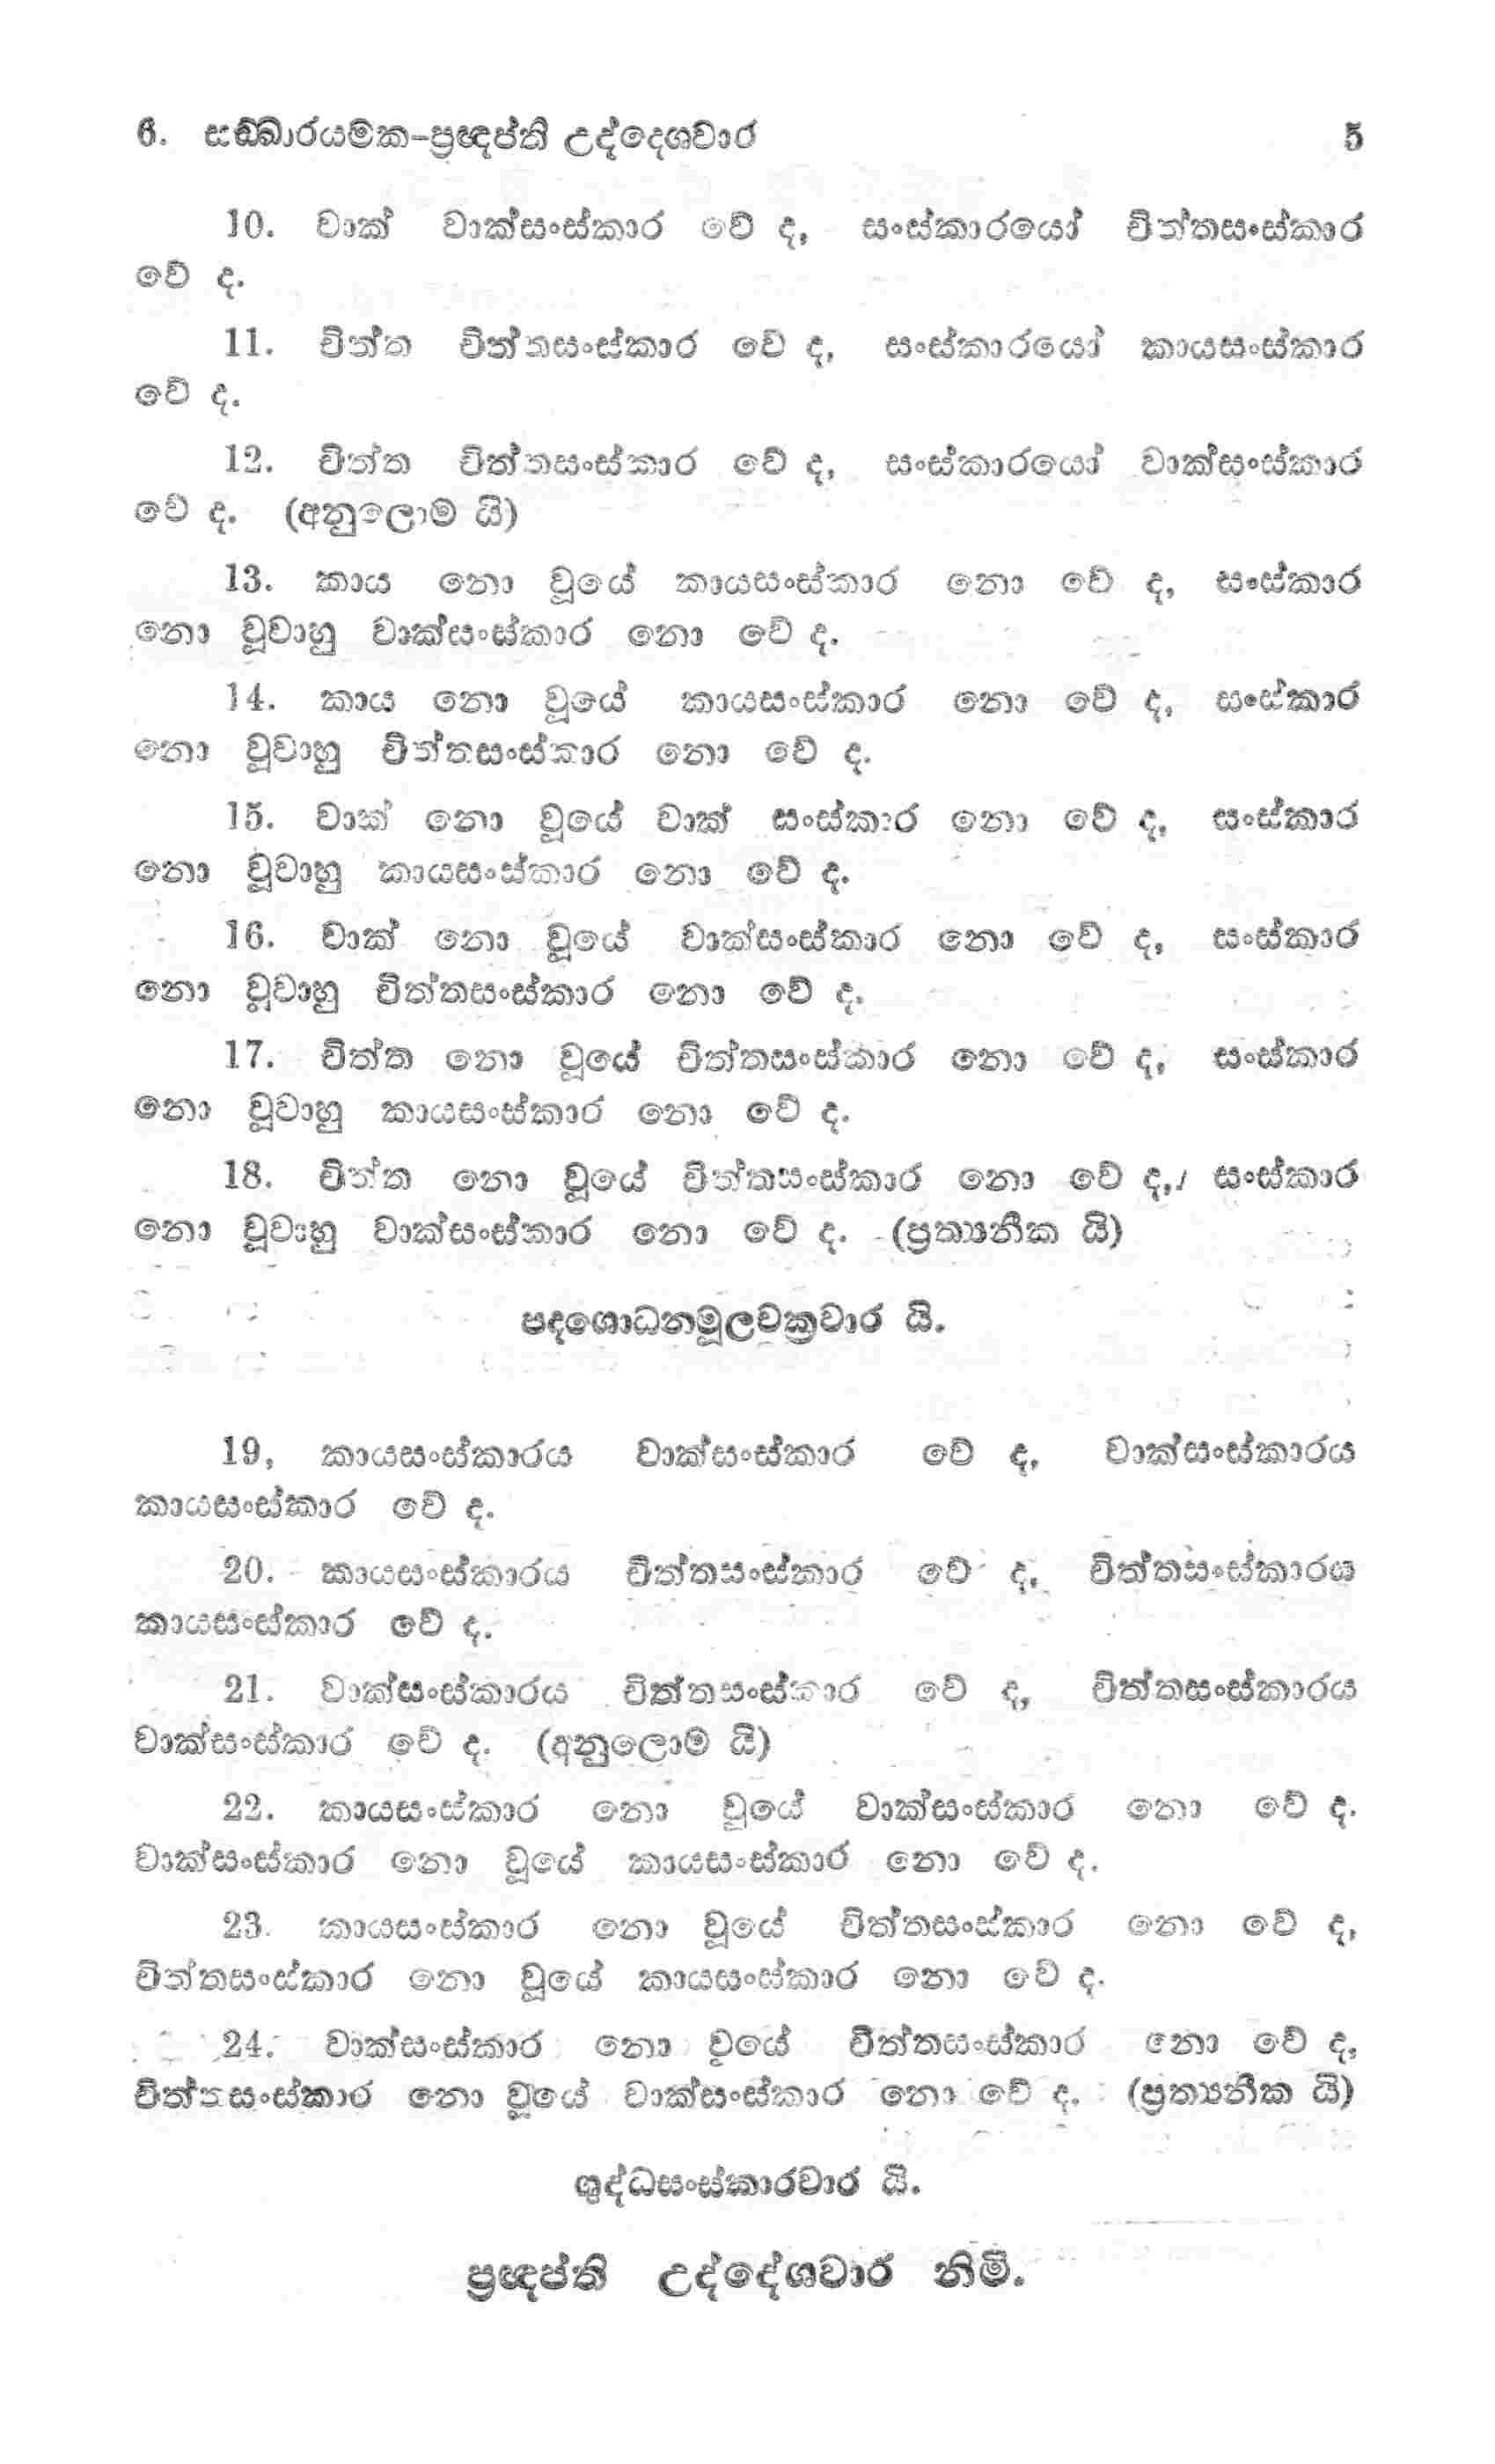 6. සඞ්ඛාරයමක-ප්‍රඥප්ති උද්දෙශවාර 5
10. වාක් වාක්සංස්කාර වේ ද, සංස්කාරයෝ චිත්තසංස්කාර
වේ ද.
11. චිත්ත චිත්තසංස්කාර වේ ද, සංස්කාරයෝ කායසංස්කාර
වේ ද.
12. චිත්ත චිත්තසංස්කාර වේ ද, සංස්කාරයෝ වාක්සංස්කාර
වේ ද. (අනුලොම යි)
13. කාය නො වූයේ කායසංස්කාර නො වේ ද, සංස්කාර
නො වූවාහු වාක්සංස්කාර නො වේ ද.
14. කාය නො වූයේ කායසංස්කාර නො වේ ද, සංස්කාර
නො වූවාහු චිත්තසංස්කාර නො වේ ද.
15. වාක් නො වූයේ වාක් සංස්කාර නො වේ ද, සංස්කාර
නො වූවාහු කායසංස්කාර නො වේ ද.
16. වාක් නො වූයේ වාක්සංස්කාර නො වේ ද, සංස්කාර
නො වූවාහු චිත්තසංස්කාර නො වේ ද.
17. චිත්ත නො වූයේ චිත්තසංස්කාර නො වේ ද, සංස්කාර
නො වූවාහු කායසංස්කාර නො වේ ද.
18. චිත්ත නො වූයේ චිත්තසංස්කාර නො වේ ද, සංස්කාර
නො වූවාහු වාක්සංස්කාර නො වේ ද. (ප්‍රත්‍යනීක යි)
පදශොධනමූලචක්‍රවාර යි.
19, කායසංස්කාරය වාක්සංස්කාර වේ ද, වාක්සංස්කාරය
කායසංස්කාර වේ ද.
20. කායසංස්කාරය චිත්තසංස්කාර වේ ද, චිත්තසංස්කාරය
කායසංස්කාර වේ ද.
21. වාක්සංස්කාරය චිත්තසංස්කාර වේ ද, චිත්තසංස්කාරය
වාක්සංස්කාර වේ ද. (අනුලොම යි)
22. කායසංස්කාර නො වූයේ වාක්සංස්කාර නො වේ ද.
වාක්සංස්කාර නො වූයේ කායසංස්කාර නො වේ ද.
23. කායසංස්කාර නො වූයේ චිත්තසංස්කාර නො වේ ද,
චිත්තසංස්කාර නො වූයේ කායසංස්කාර නො වේ ද.
24. වාක්සංස්කාර නො වූයේ චිත්තසංස්කාර නො වේ ද,
චිත්තසංස්කාර නො වූයේ වාක්සංස්කාර නො වේ ද. (ප්‍රත්‍යනීක යි)
ශුද්ධසංස්කාරවාර යි.
ප්‍රඥප්ති උද්දේශවාර නිමි.